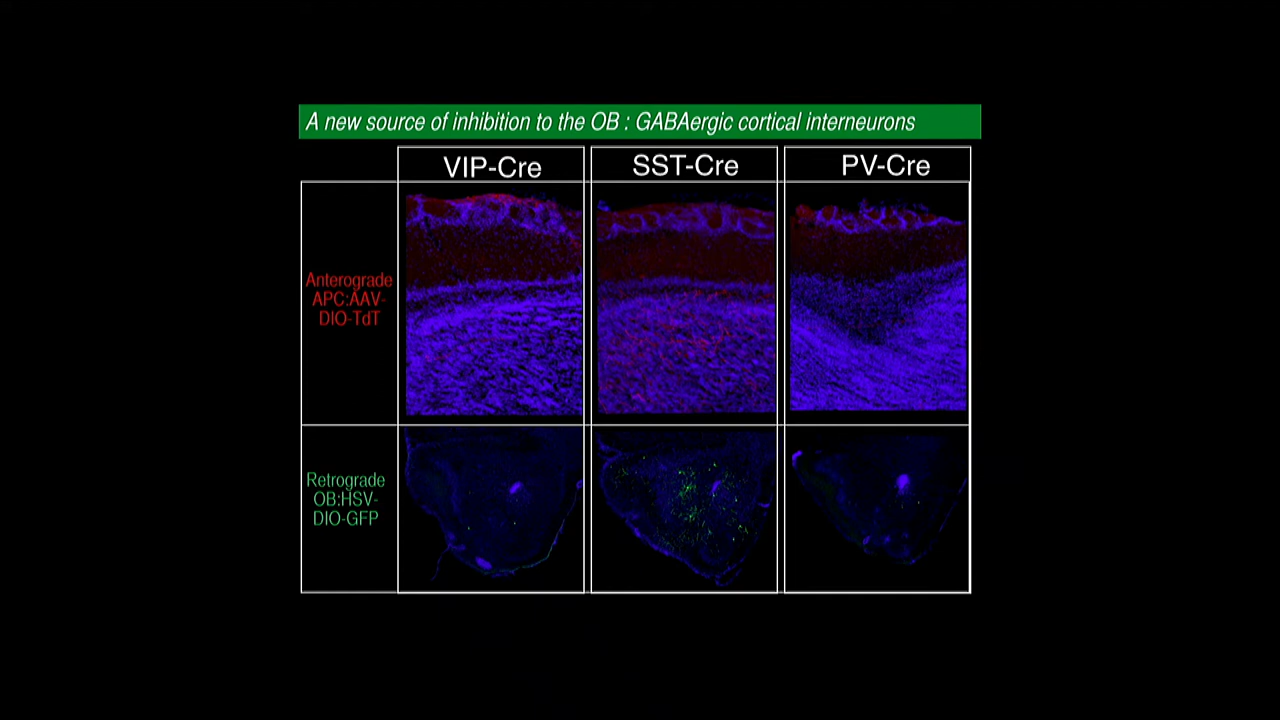 A new source of inhibition to the OB : GABAergic cortical interneurons
VIP-Cre
SST-Cre
PV-Cre
Anterograde
APC:AAV-
DIO-TdT
Retrograde
OB:HSV-
DIO-GFP